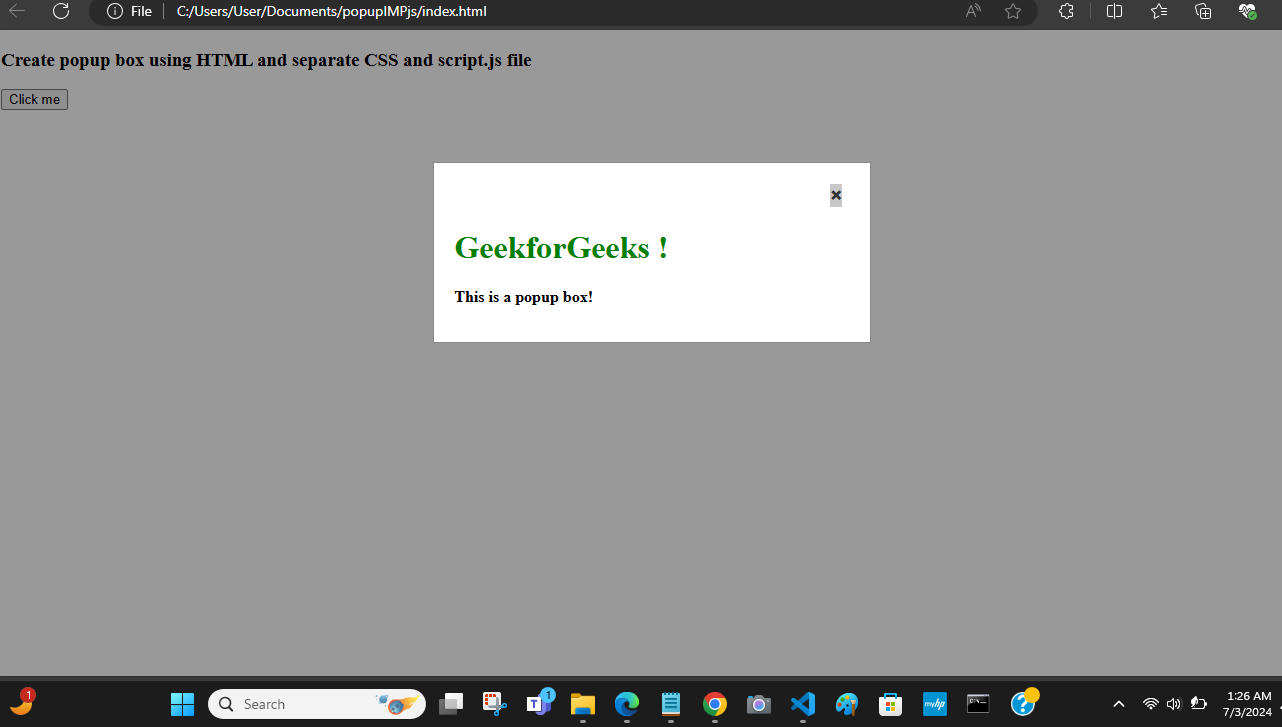 File
C:/Users/User/Documents/popupIMPjs/index.html
Create popup box using HTML and separate CSS and script.js file
Click me
×
GeekforGeeks !
This is a popup box!
1
Search
T 1
myhp
?
1:26 AM
7/3/2024